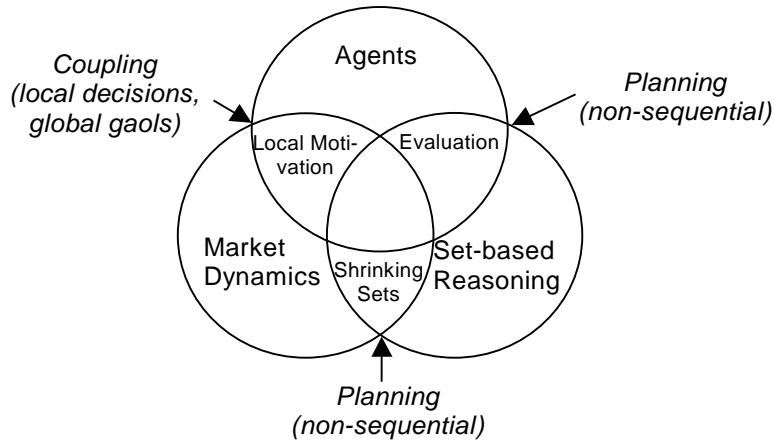 Agents
Coupling
(local decisions,
global gaols)
Planning
(non-sequential)
Local Moti-
vation
Evaluation
Market
Dynamics
Shrinking
Sets
Set-based
Reasoning
Planning
(non-sequential)